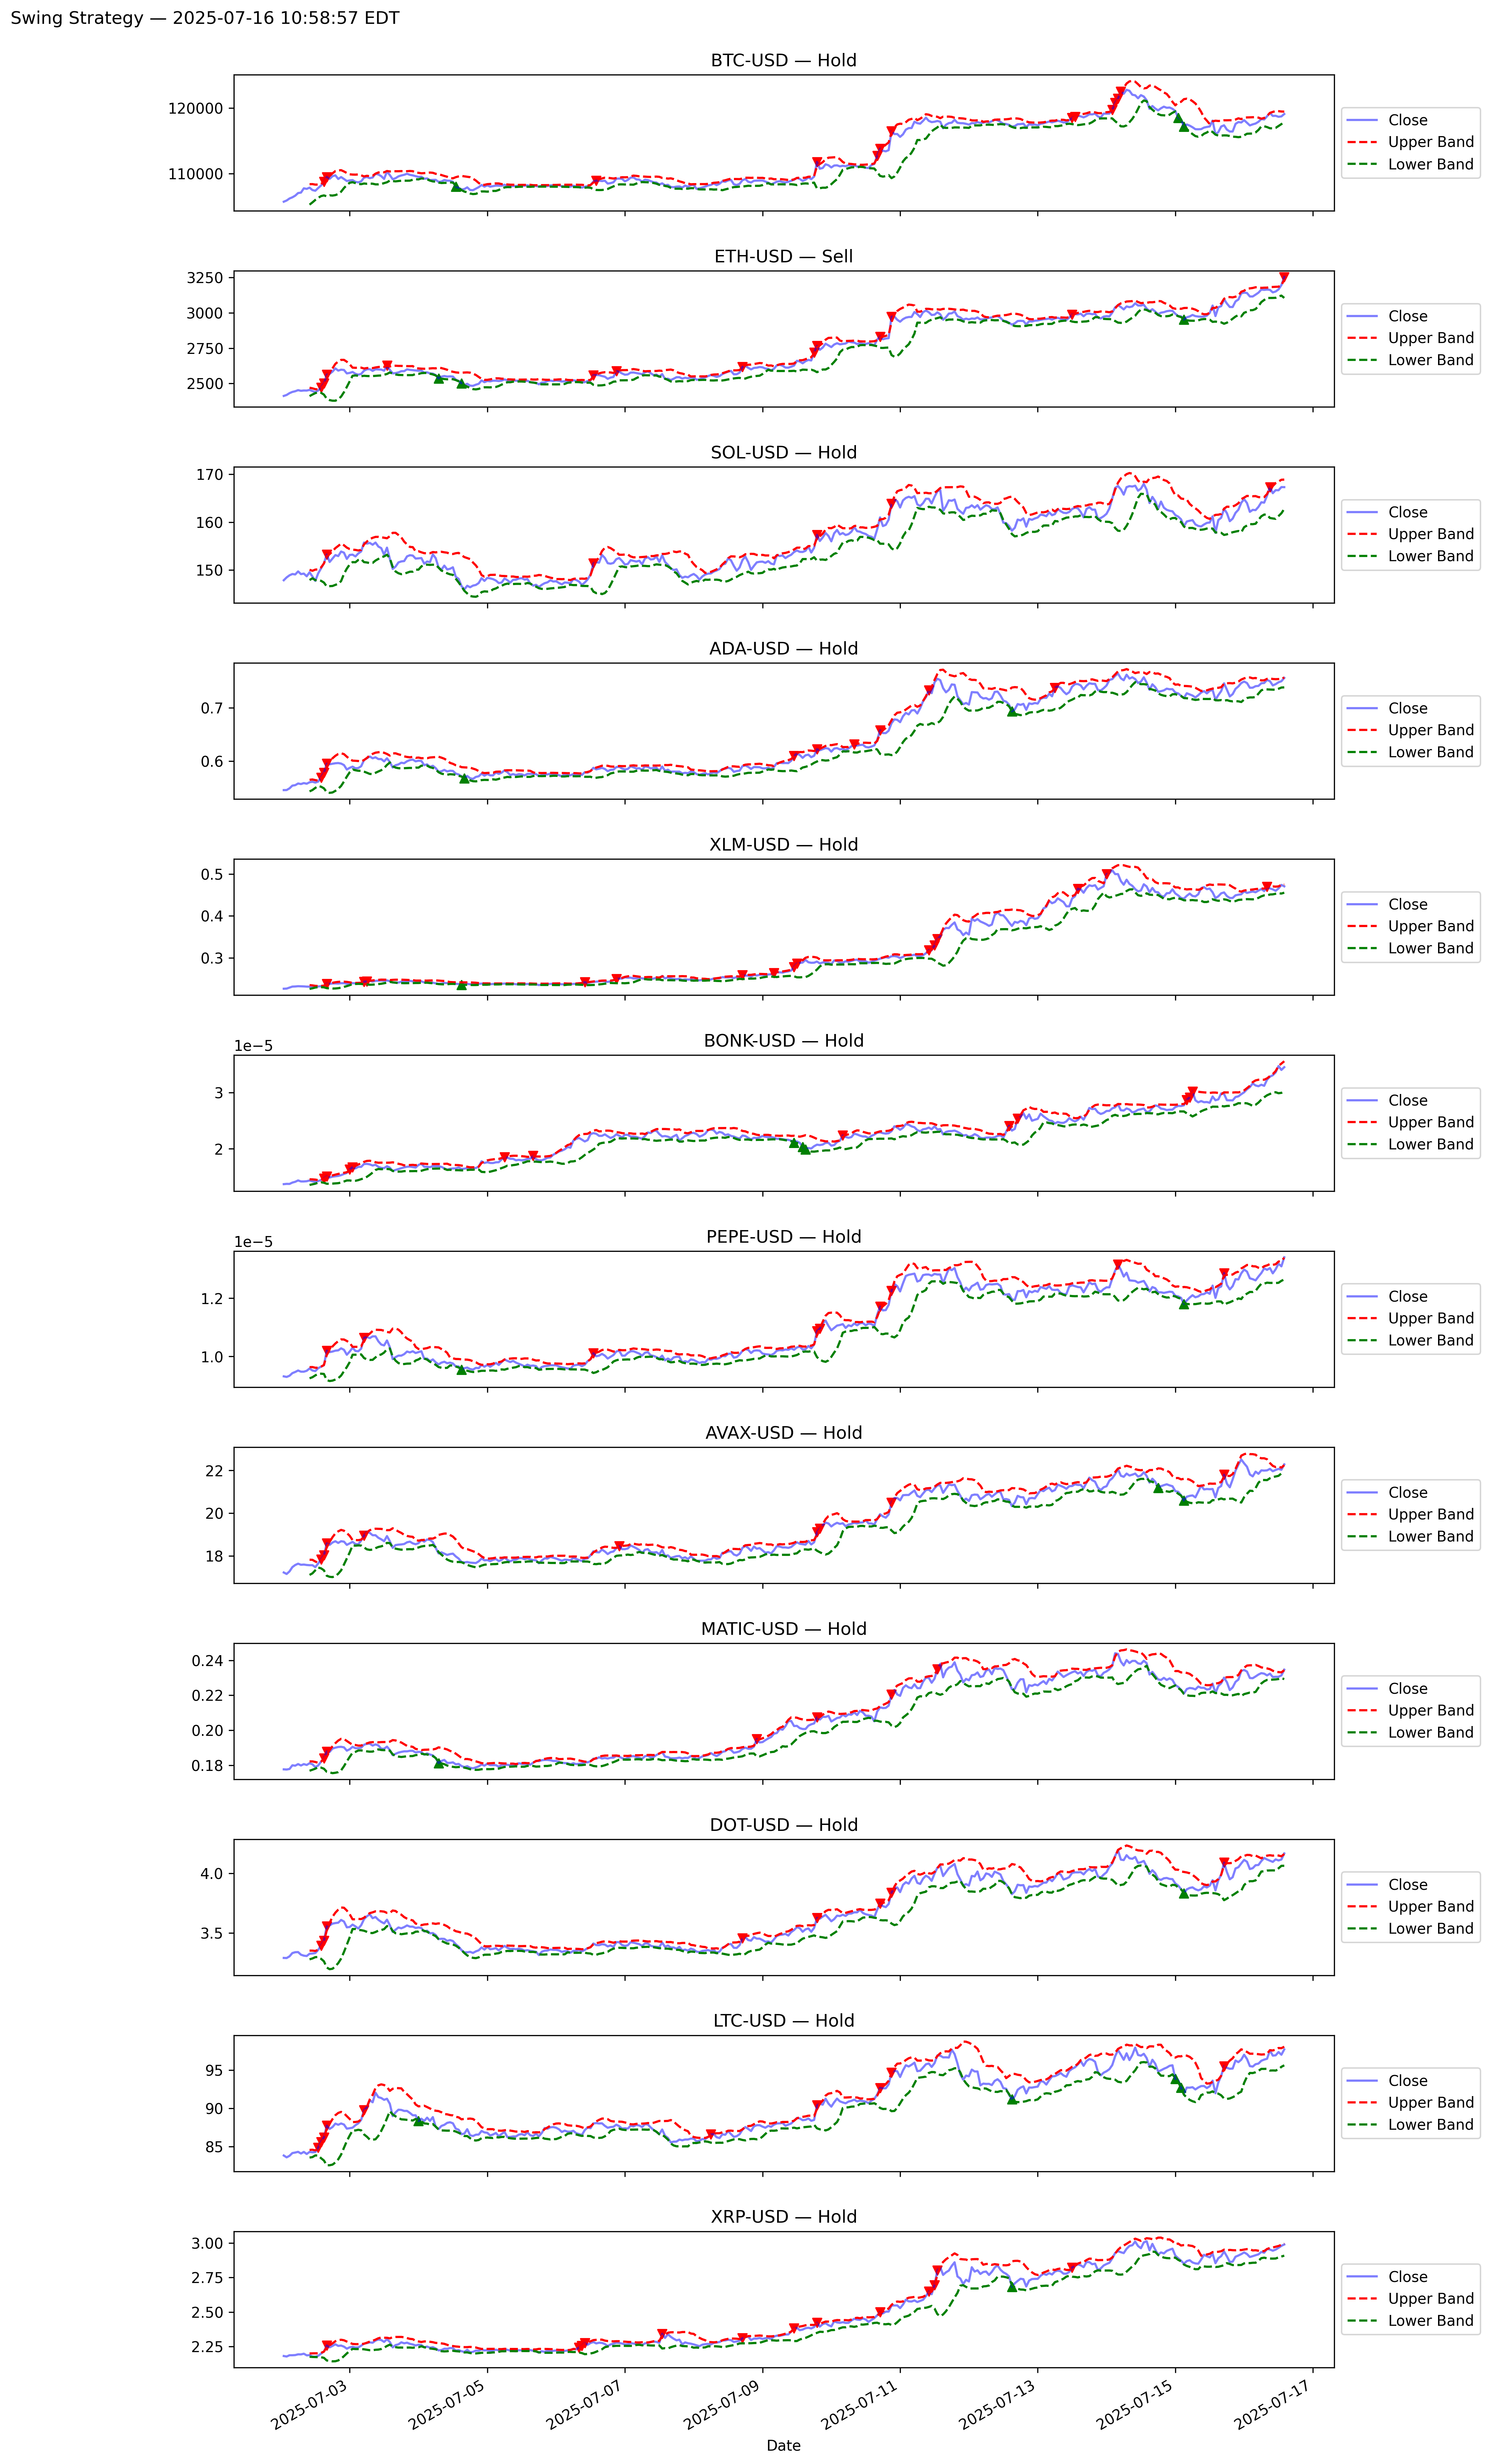 Swing Strategy — 2025-07-16 10:58:57 EDT
BTC-USD — Hold
120000
110000
Close
Upper Band
Lower Band
ETH-USD — Sell
3250
3000
2750
2500
Close
Upper Band
Lower Band
SOL-USD — Hold
170
160
150
Close
Upper Band
Lower Band
ADA-USD — Hold
0.7
0.6
Close
Upper Band
Lower Band
XLM-USD — Hold
0.5
0.4
0.3
Close
Upper Band
Lower Band
BONK-USD — Hold
1e−5
3
2
Close
Upper Band
Lower Band
PEPE-USD — Hold
1e−5
1.2
1.0
Close
Upper Band
Lower Band
AVAX-USD — Hold
22
20
18
Close
Upper Band
Lower Band
MATIC-USD — Hold
0.24
0.22
0.20
0.18
Close
Upper Band
Lower Band
DOT-USD — Hold
4.0
3.5
Close
Upper Band
Lower Band
LTC-USD — Hold
95
90
85
Close
Upper Band
Lower Band
XRP-USD — Hold
3.00
2.75
2.50
2.25
Close
Upper Band
Lower Band
2025-07-03
2025-07-05
2025-07-07
2025-07-09
2025-07-11
2025-07-13
2025-07-15
2025-07-17
Date